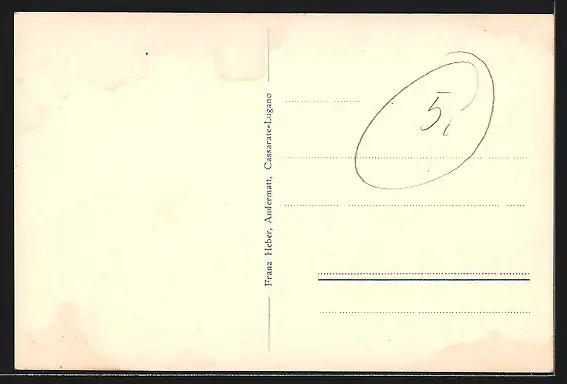 Franz Heber, Andermatt, Cassarate-Lugano
5